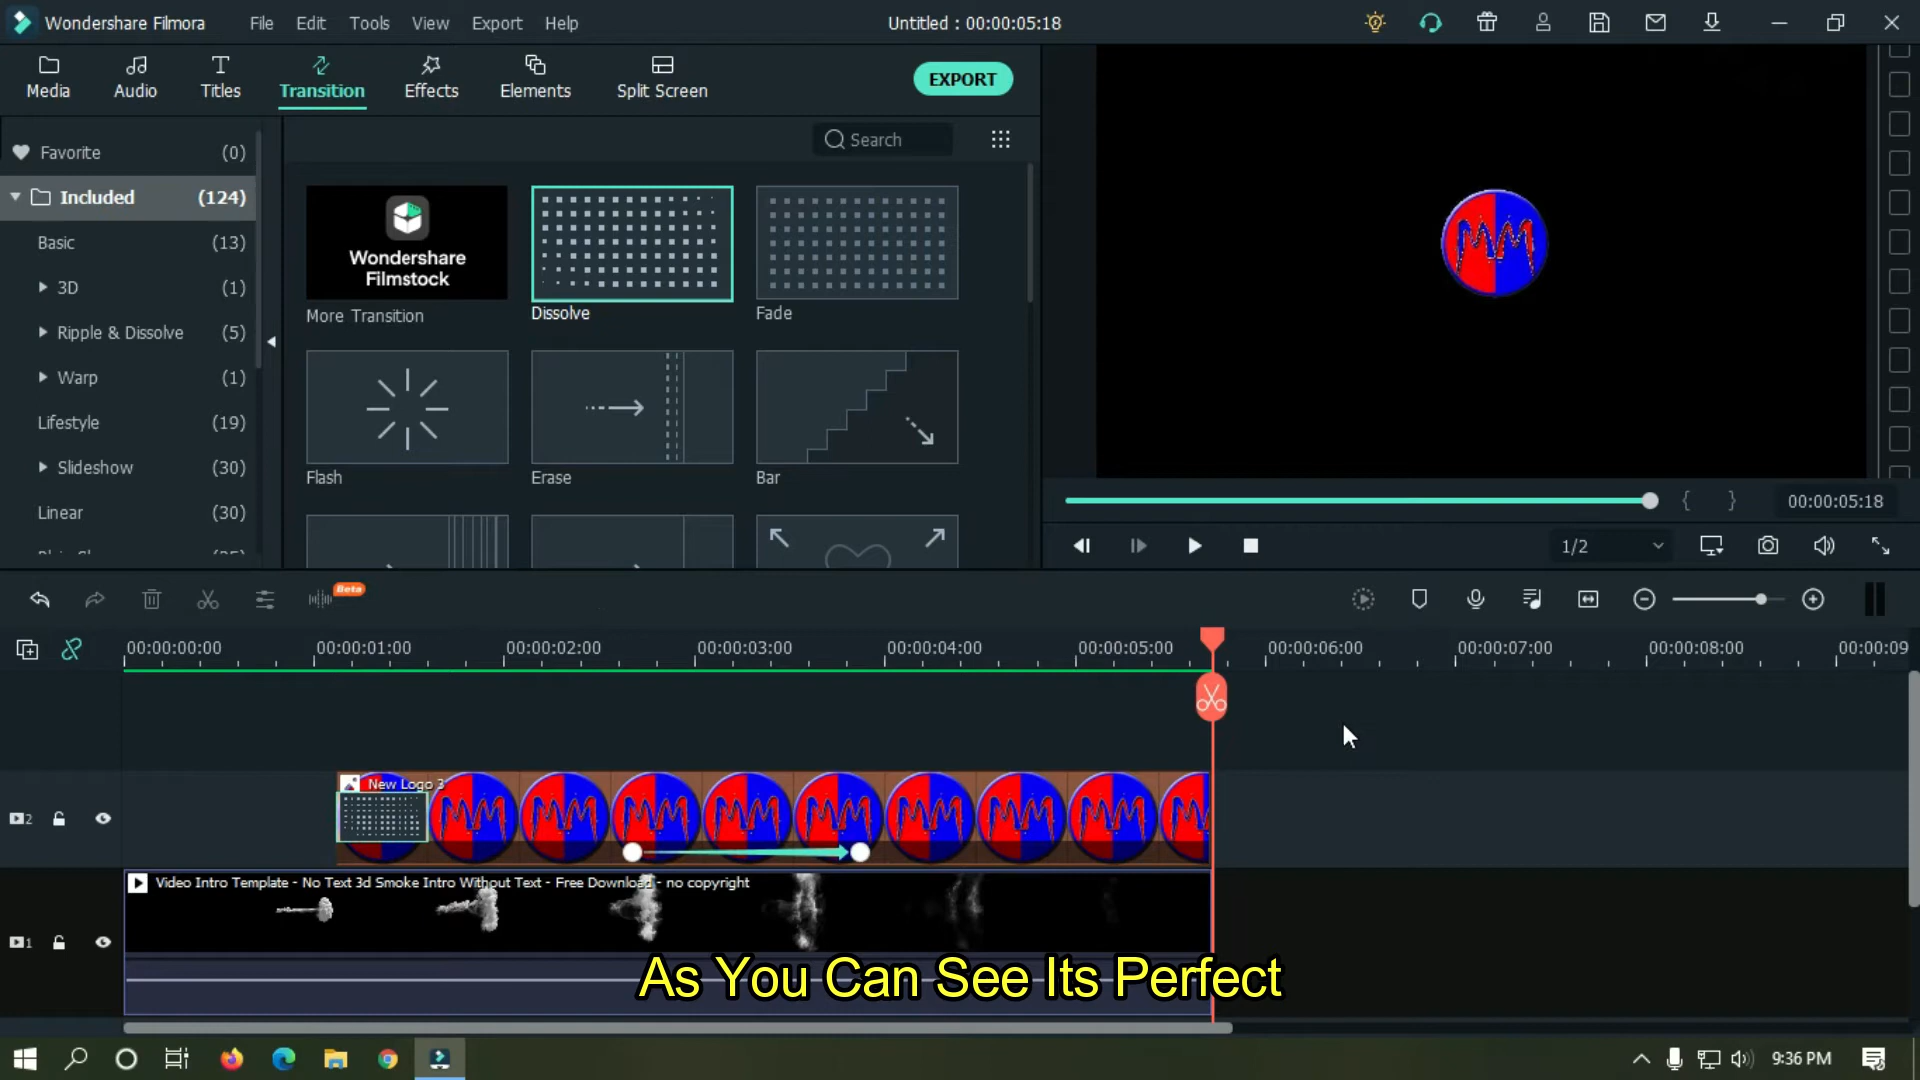 Wondershare Filmora File Edit Tools View Export Help Untitled : 00:00:05:18
Media Audio Titles Transition Effects Elements Split Screen EXPORT
Search
Favorite (0)
Included (124)
Basic (13)
3D (1)
Ripple & Dissolve (5)
Warp (1)
Lifestyle (19)
Slideshow (30)
Linear (30)
Wondershare
Filmstock
More Transition Dissolve Fade
Flash Erase Bar
MM
00:00:05:18
1/2
Beta
00:00:00:00 00:00:01:00 00:00:02:00 00:00:03:00 00:00:04:00 00:00:05:00 00:00:06:00 00:00:07:00 00:00:08:00 00:00:09
New Logo 3
2
Video Intro Template - No Text 3d Smoke Intro Without Text - Free Download - no copyright
1
As You Can See Its Perfect
9:36 PM